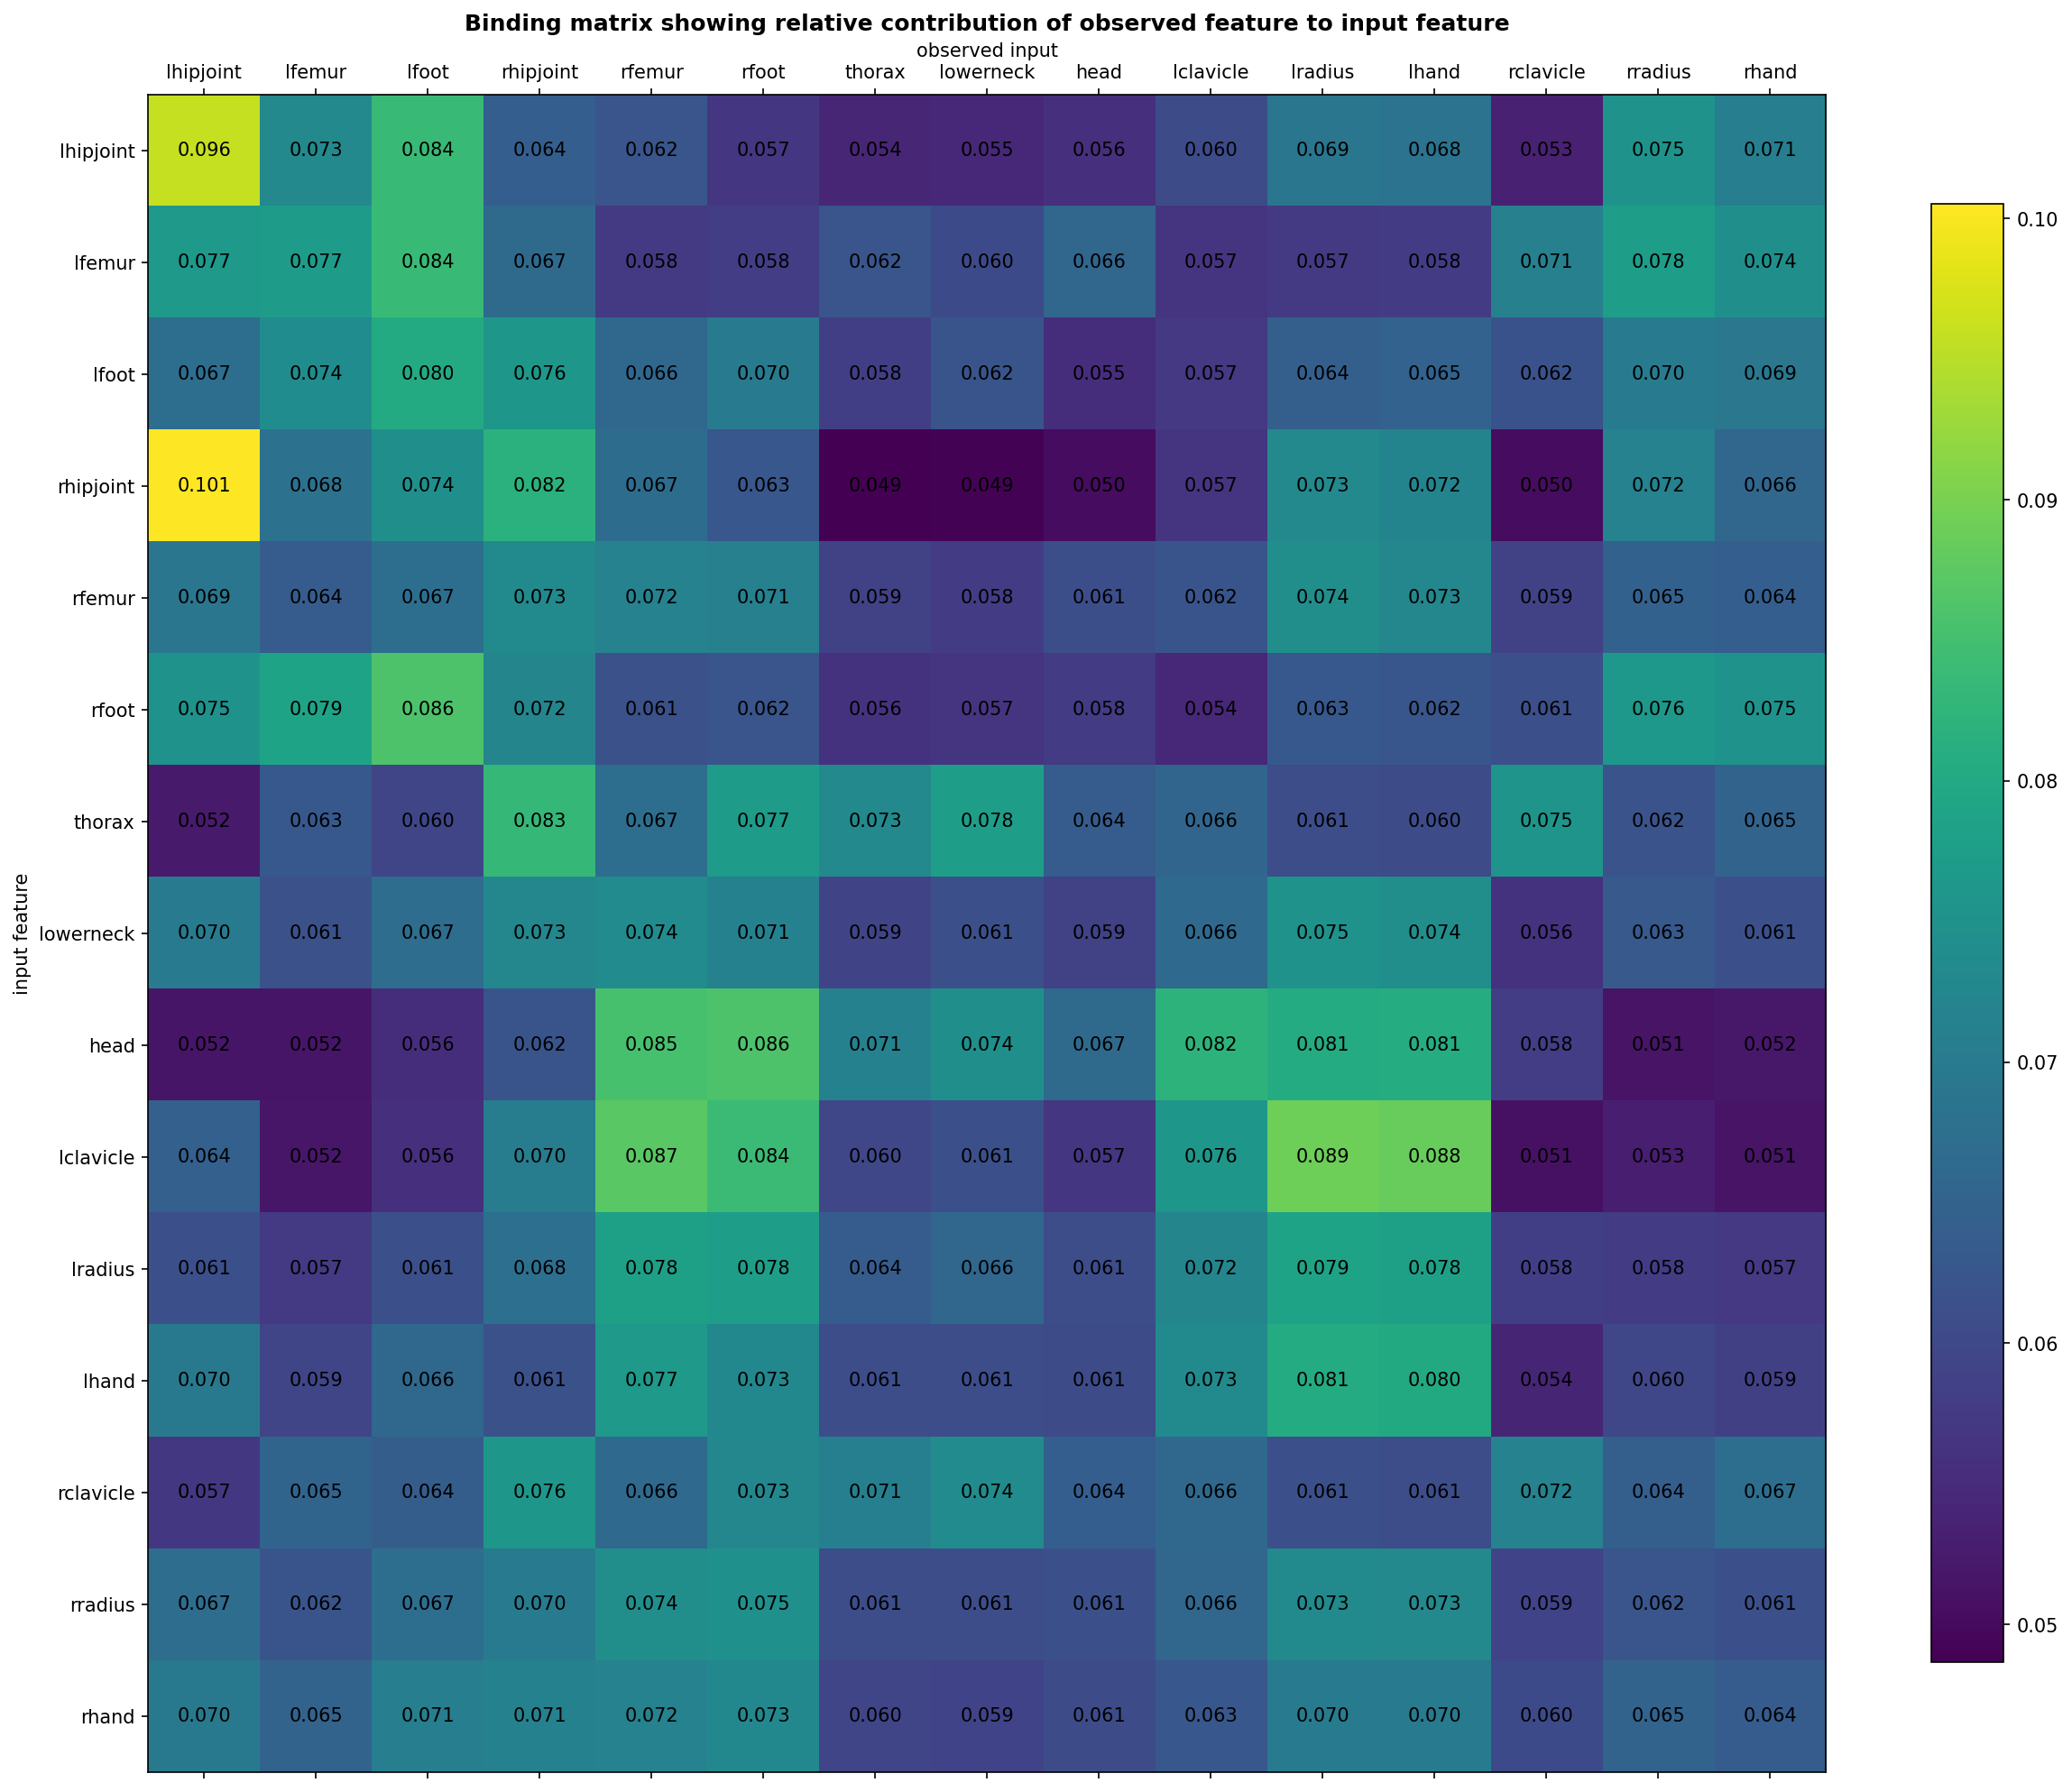 Binding matrix showing relative contribution of observed feature to input feature
observed input
lhipjoint lfemur lfoot rhipjoint rfemur rfoot thorax lowerneck head lclavicle lradius lhand rclavicle rradius rhand
lhipjoint 0.096 0.073 0.084 0.064 0.062 0.057 0.054 0.055 0.056 0.060 0.069 0.068 0.053 0.075 0.071
lfemur 0.077 0.077 0.084 0.067 0.058 0.058 0.062 0.060 0.066 0.057 0.057 0.058 0.071 0.078 0.074
lfoot 0.067 0.074 0.080 0.076 0.066 0.070 0.058 0.062 0.055 0.057 0.064 0.065 0.062 0.070 0.069
rhipjoint 0.101 0.068 0.074 0.082 0.067 0.063 0.049 0.049 0.050 0.057 0.073 0.072 0.050 0.072 0.066
rfemur 0.069 0.064 0.067 0.073 0.072 0.071 0.059 0.058 0.061 0.062 0.074 0.073 0.059 0.065 0.064
rfoot 0.075 0.079 0.086 0.072 0.061 0.062 0.056 0.057 0.058 0.054 0.063 0.062 0.061 0.076 0.075
thorax 0.052 0.063 0.060 0.083 0.067 0.077 0.073 0.078 0.064 0.066 0.061 0.060 0.075 0.062 0.065
lowerneck 0.070 0.061 0.067 0.073 0.074 0.071 0.059 0.061 0.059 0.066 0.075 0.074 0.056 0.063 0.061
head 0.052 0.052 0.056 0.062 0.085 0.086 0.071 0.074 0.067 0.082 0.081 0.081 0.058 0.051 0.052
lclavicle 0.064 0.052 0.056 0.070 0.087 0.084 0.060 0.061 0.057 0.076 0.089 0.088 0.051 0.053 0.051
lradius 0.061 0.057 0.061 0.068 0.078 0.078 0.064 0.066 0.061 0.072 0.079 0.078 0.058 0.058 0.057
lhand 0.070 0.059 0.066 0.061 0.077 0.073 0.061 0.061 0.061 0.073 0.081 0.080 0.054 0.060 0.059
rclavicle 0.057 0.065 0.064 0.076 0.066 0.073 0.071 0.074 0.064 0.066 0.061 0.061 0.072 0.064 0.067
rradius 0.067 0.062 0.067 0.070 0.074 0.075 0.061 0.061 0.061 0.066 0.073 0.073 0.059 0.062 0.061
rhand 0.070 0.065 0.071 0.071 0.072 0.073 0.060 0.059 0.061 0.063 0.070 0.070 0.060 0.065 0.064
input feature
0.10
0.09
0.08
0.07
0.06
0.05